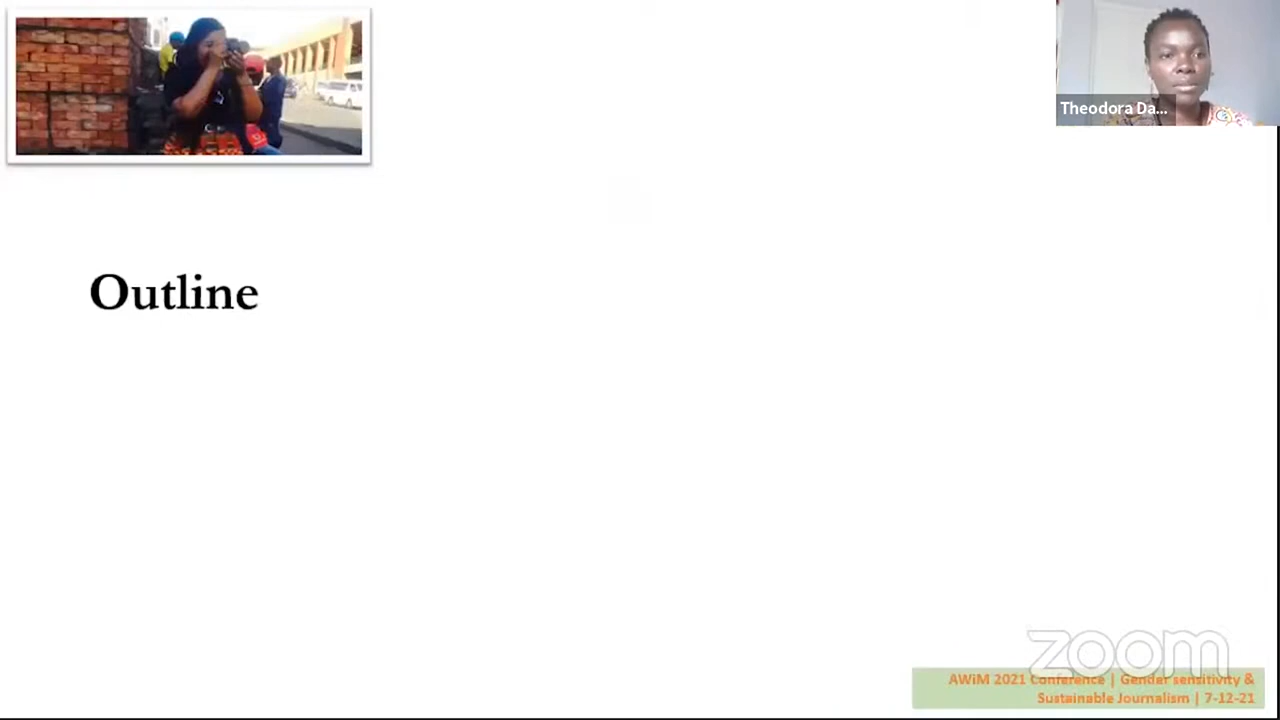 Theodora Da...
Outline
zoom
AWiM 2021 Conference | Gender sensitivity &
Sustainable Journalism | 7-12-21